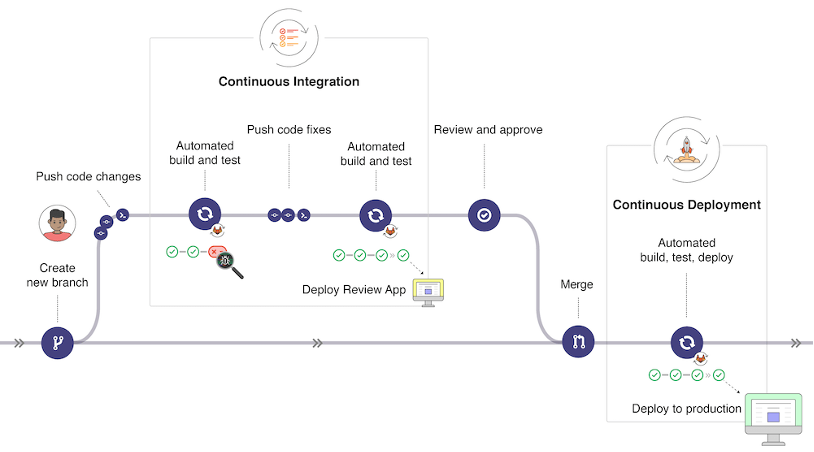 Continuous Integration
Push code fixes
Review and approve
Automated
build and test
Automated
build and test
Push code changes
Continuous Deployment
Automated
build, test, deploy
Create
new branch
Deploy Review App
Merge
Deploy to production